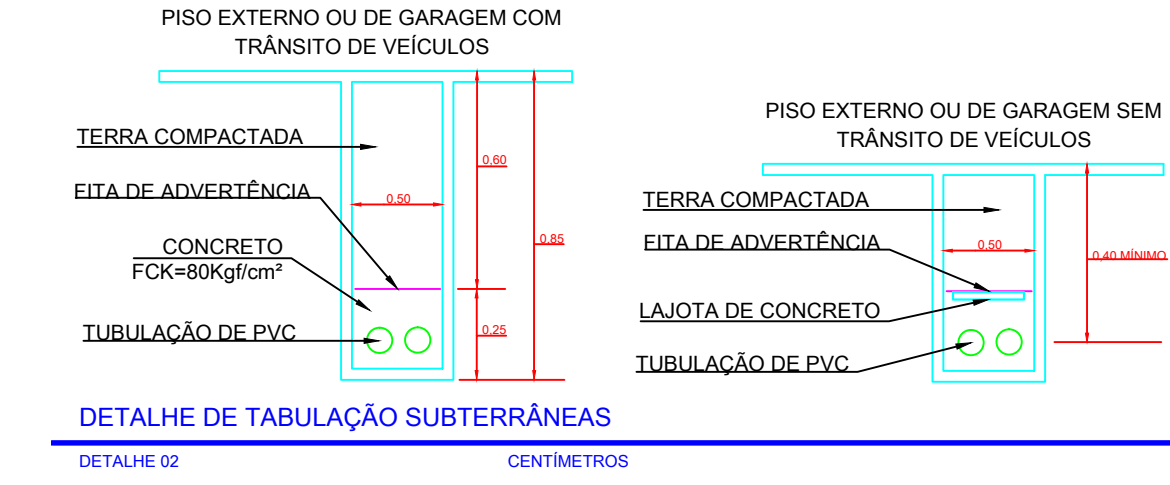 PISO EXTERNO OU DE GARAGEM COM
TRÂNSITO DE VEÍCULOS
TERRA COMPACTADA
FITA DE ADVERTÊNCIA
CONCRETO
FCK=80Kgf/cm²
TUBULAÇÃO DE PVC
0,60
0,50
0,85
0,25
PISO EXTERNO OU DE GARAGEM SEM
TRÂNSITO DE VEÍCULOS
TERRA COMPACTADA
FITA DE ADVERTÊNCIA
LAJOTA DE CONCRETO
TUBULAÇÃO DE PVC
0,50
0,40 MÍNIMO
DETALHE DE TABULAÇÃO SUBTERRÂNEAS
DETALHE 02
CENTÍMETROS